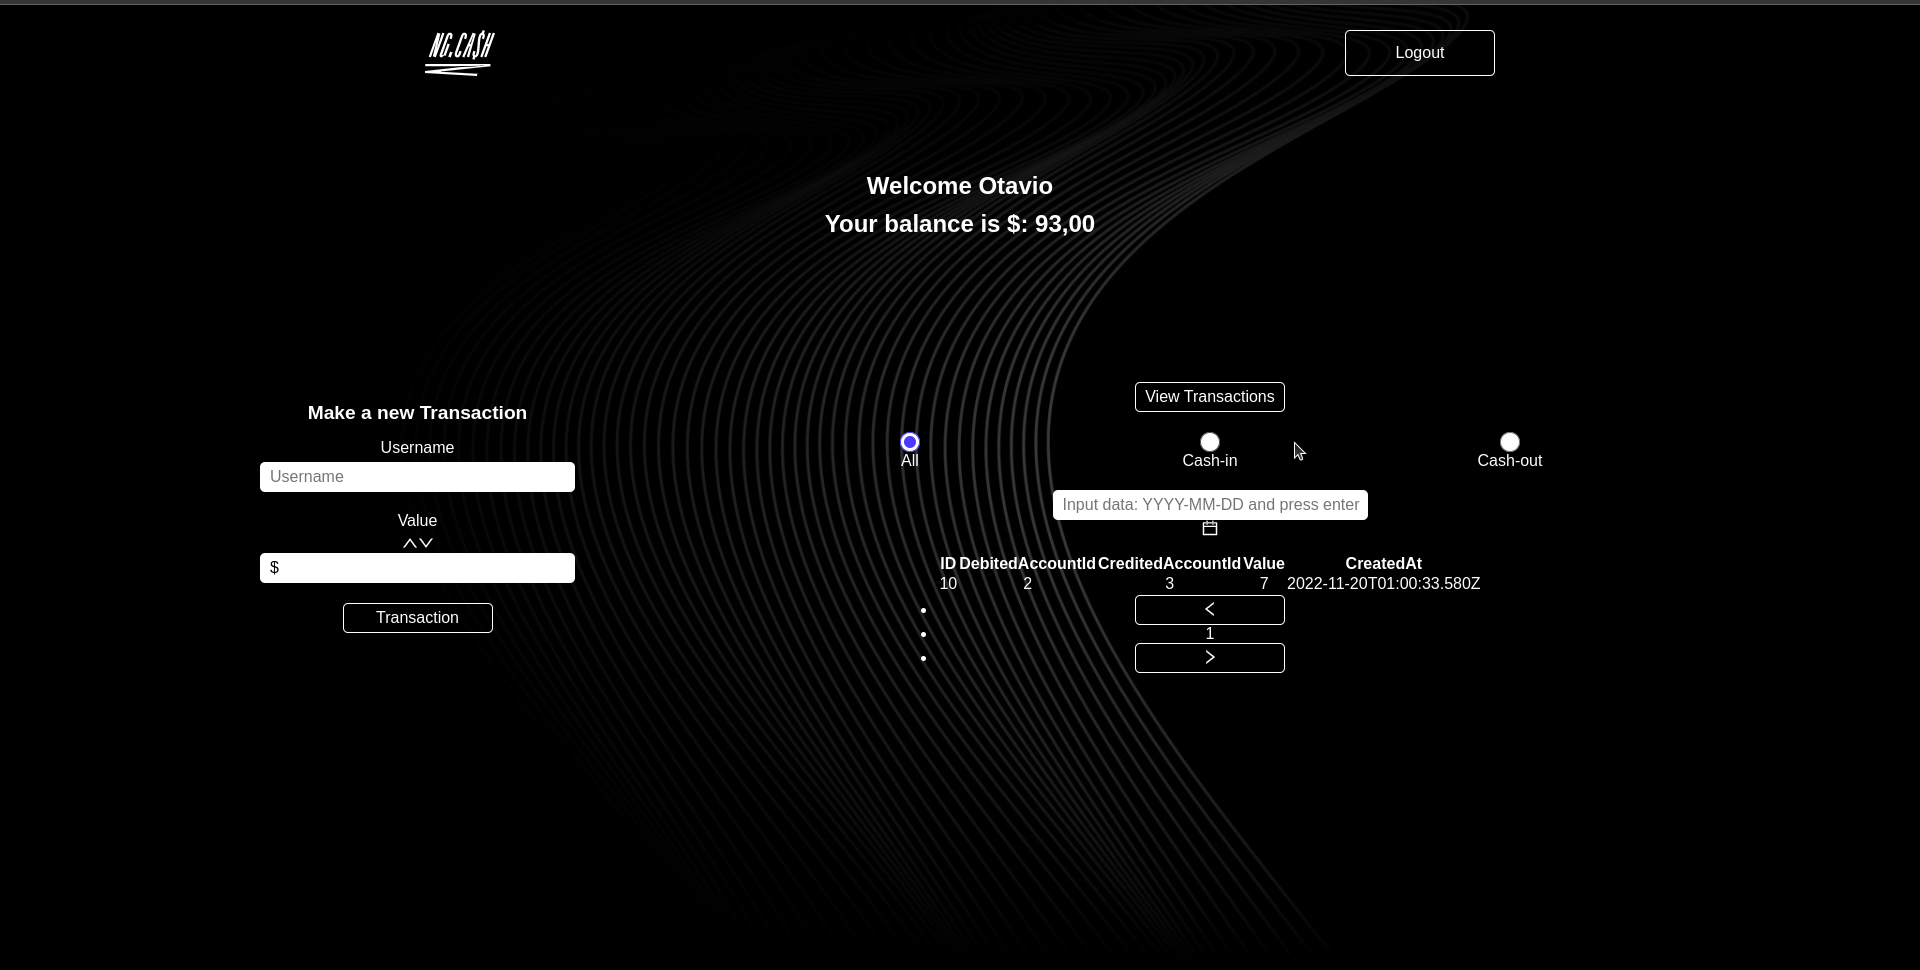 NG.CASH
Logout
Welcome Otavio
Your balance is $: 93,00
Make a new Transaction
Username
Username
Value
$
Transaction
View Transactions
All Cash-in Cash-out
Input data: YYYY-MM-DD and press enter
ID DebitedAccountId CreditedAccountId Value CreatedAt
10 2 3 7 2022-11-20T01:00:33.580Z
<
1
>